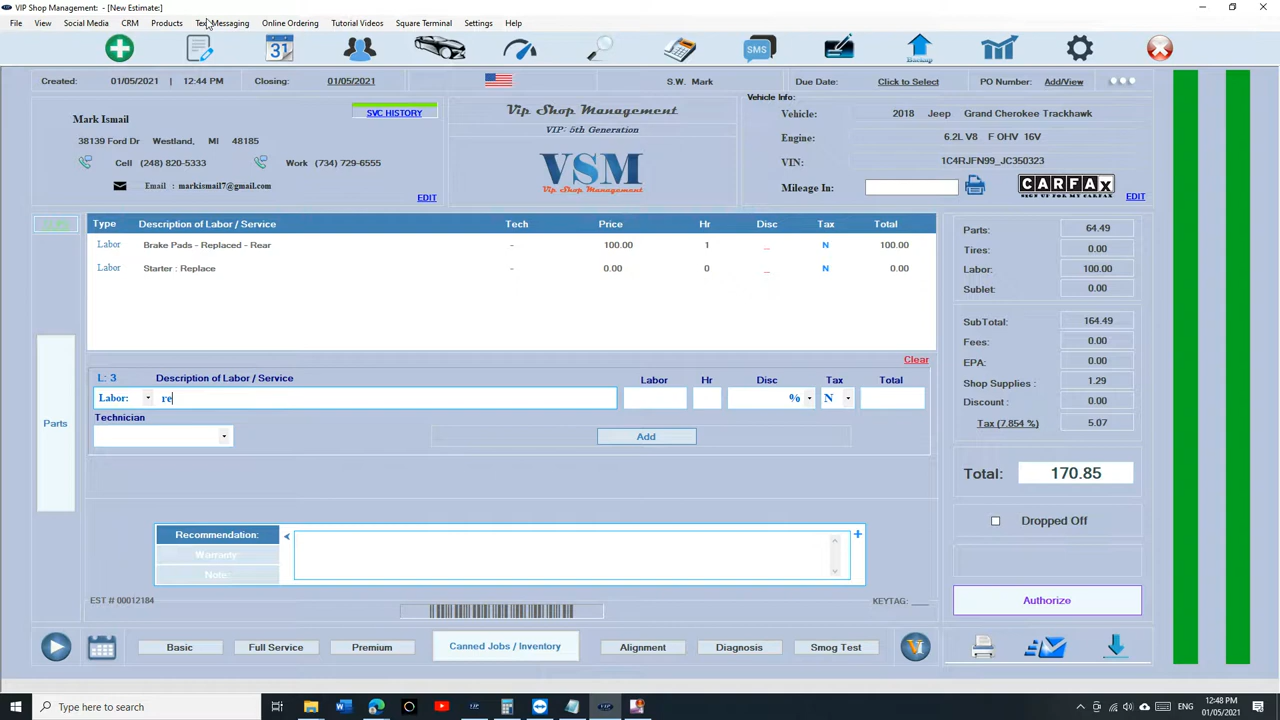 VIP Shop Management: - [New Estimate:]
File View Social Media CRM Products Text Messaging Online Ordering Tutorial Videos Square Terminal Settings Help
31 SMS Backup
Created: 01/05/2021 | 12:44 PM Closing: 01/05/2021 S.W. Mark Due Date: Click to Select PO Number: Add/View
Mark Ismail
SVC HISTORY
38139 Ford Dr Westland, MI 48185
Cell (248) 820-5333 Work (734) 729-6555
Email : markismail7@gmail.com
EDIT
Vip Shop Management
VIP: 5th Generation
VSM
Vip Shop Management
Vehicle Info:
Vehicle: 2018 Jeep Grand Cherokee Trackhawk
Engine: 6.2L V8 F OHV 16V
VIN: 1C4RJFN99_JC350323
Mileage In: CARFAX
SIGN UP FOR MY CARFAX
EDIT
Type Description of Labor / Service Tech Price Hr Disc Tax Total
Labor Brake Pads - Replaced - Rear - 100.00 1 _ N 100.00
Labor Starter : Replace - 0.00 0 _ N 0.00
Clear
L: 3 Description of Labor / Service Labor Hr Disc Tax Total
Labor: re % N
Technician
Add
Parts
Recommendation: <
+
Warranty:
Note:
EST # 00012184 KEYTAG: ___
Parts: 64.49
Tires: 0.00
Labor: 100.00
Sublet: 0.00
SubTotal: 164.49
Fees: 0.00
EPA: 0.00
Shop Supplies : 1.29
Discount : 0.00
Tax (7.854 %) 5.07
Total: 170.85
Dropped Off
Authorize
Basic Full Service Premium Canned Jobs / Inventory Alignment Diagnosis Smog Test
Type here to search
ENG
12:48 PM
01/05/2021